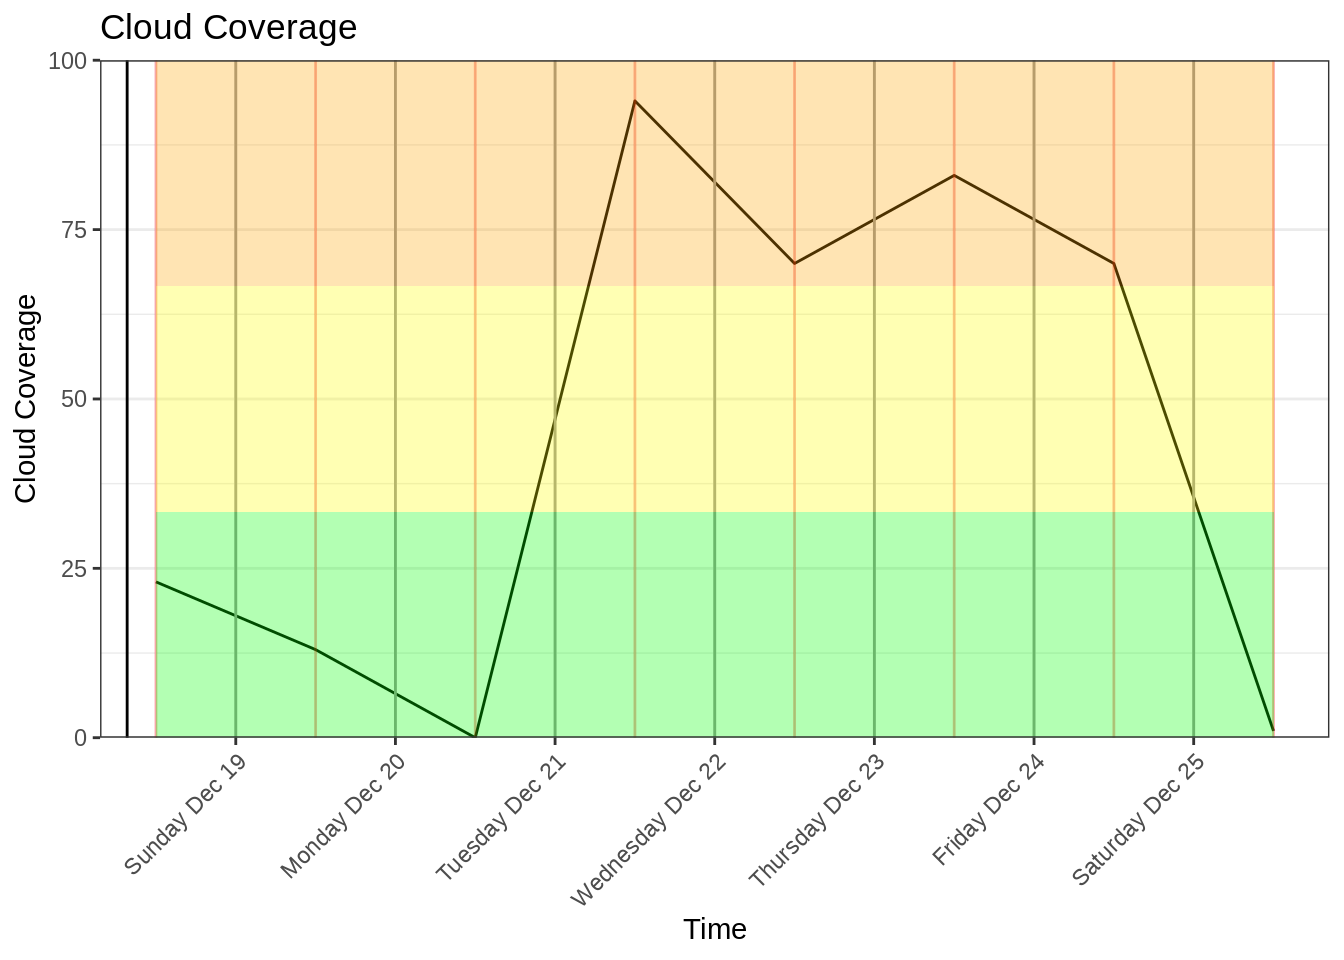 Cloud Coverage
Cloud Coverage
100
75
50
25
0
Sunday Dec 19
Monday Dec 20
Tuesday Dec 21
Wednesday Dec 22
Thursday Dec 23
Friday Dec 24
Saturday Dec 25
Time